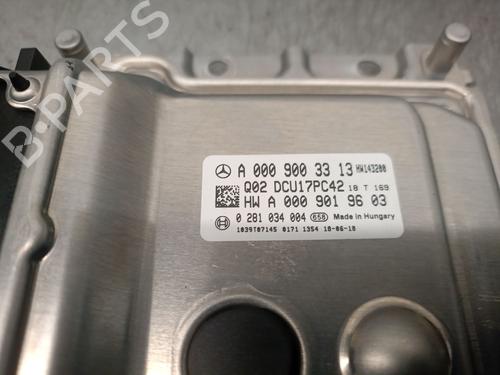 B-PARTS
A 000 900 33 13 HW143200
Q02 DCU17PC42 18 T 169
HW A 000 901 96 03
0 281 034 004 658 Made in Hungary
1039T07145 0171 1354 18-06-18